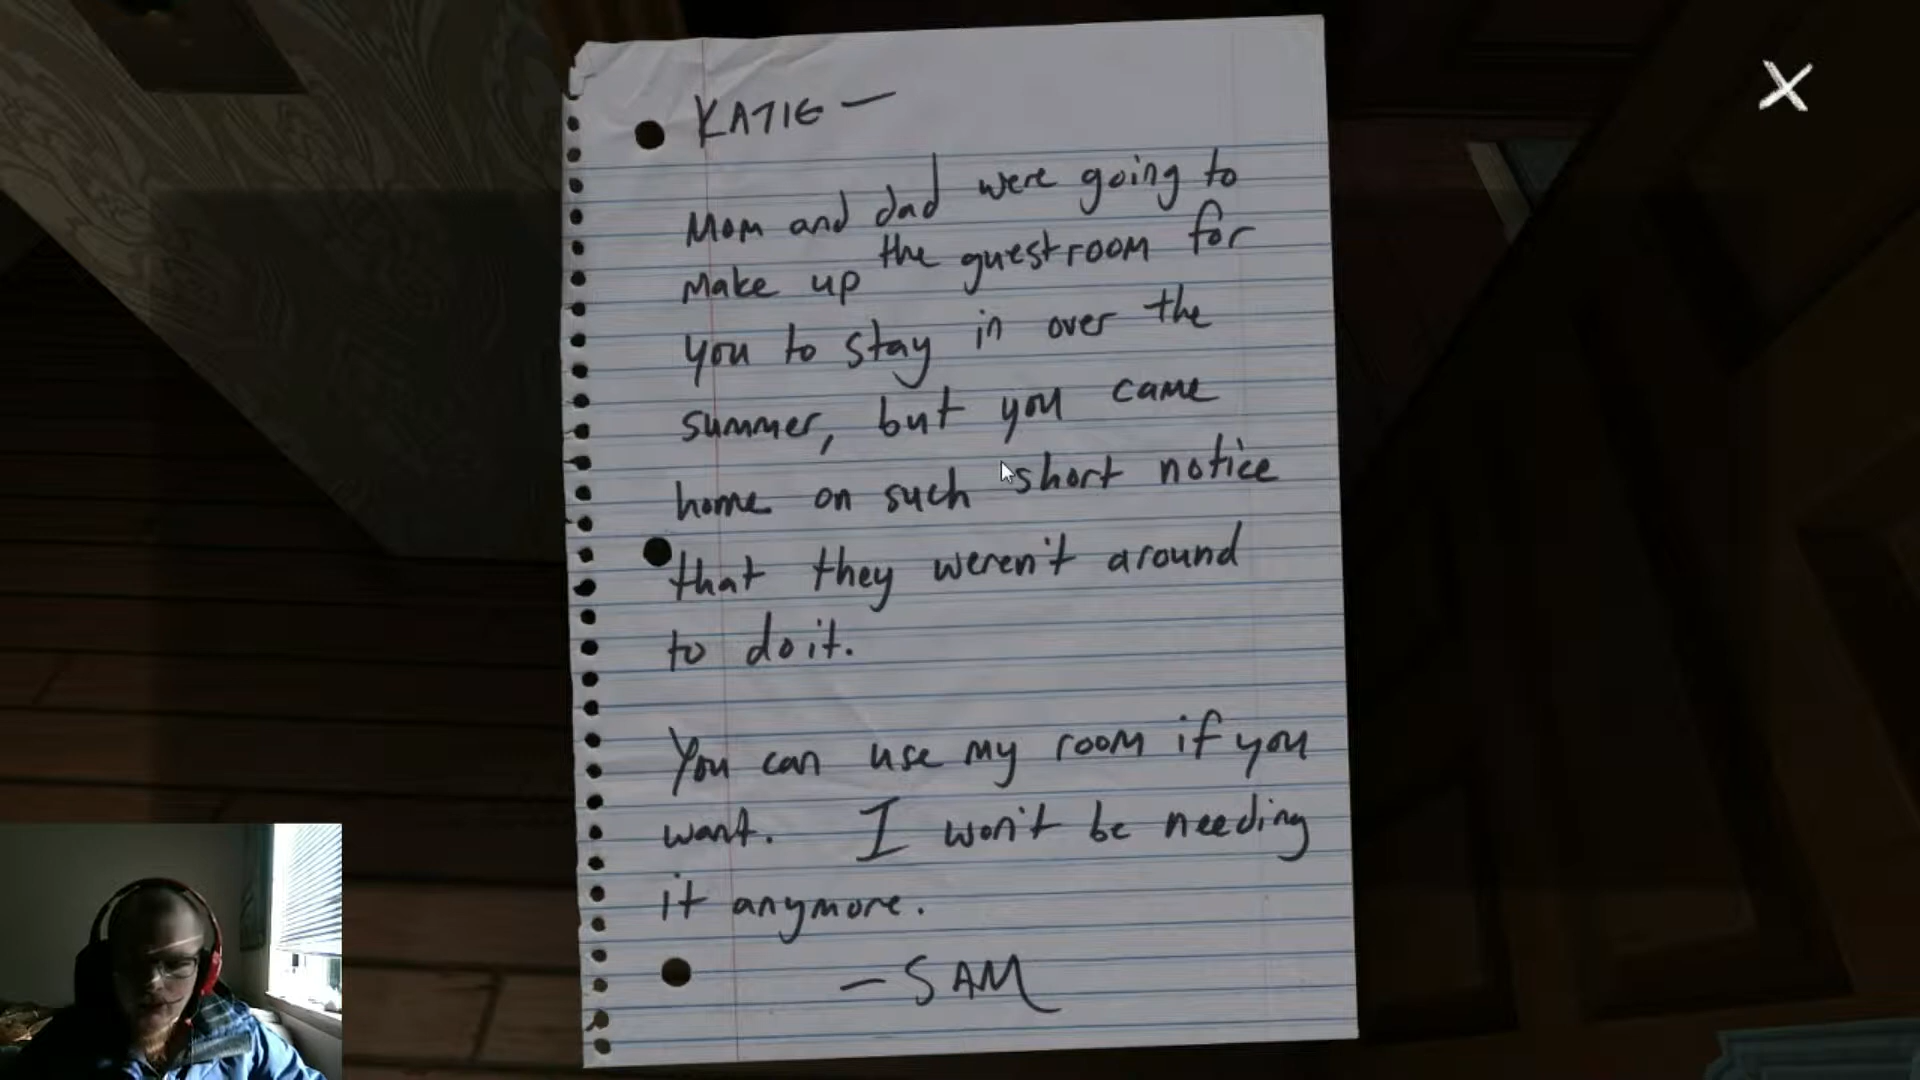 KATIE —
Mom and dad were going to
make up the guestroom for
you to stay in over the
summer, but you came
home on such short notice
that they weren't around
to do it.
You can use my room if you
want. I won't be needing
it anymore.
— SAM